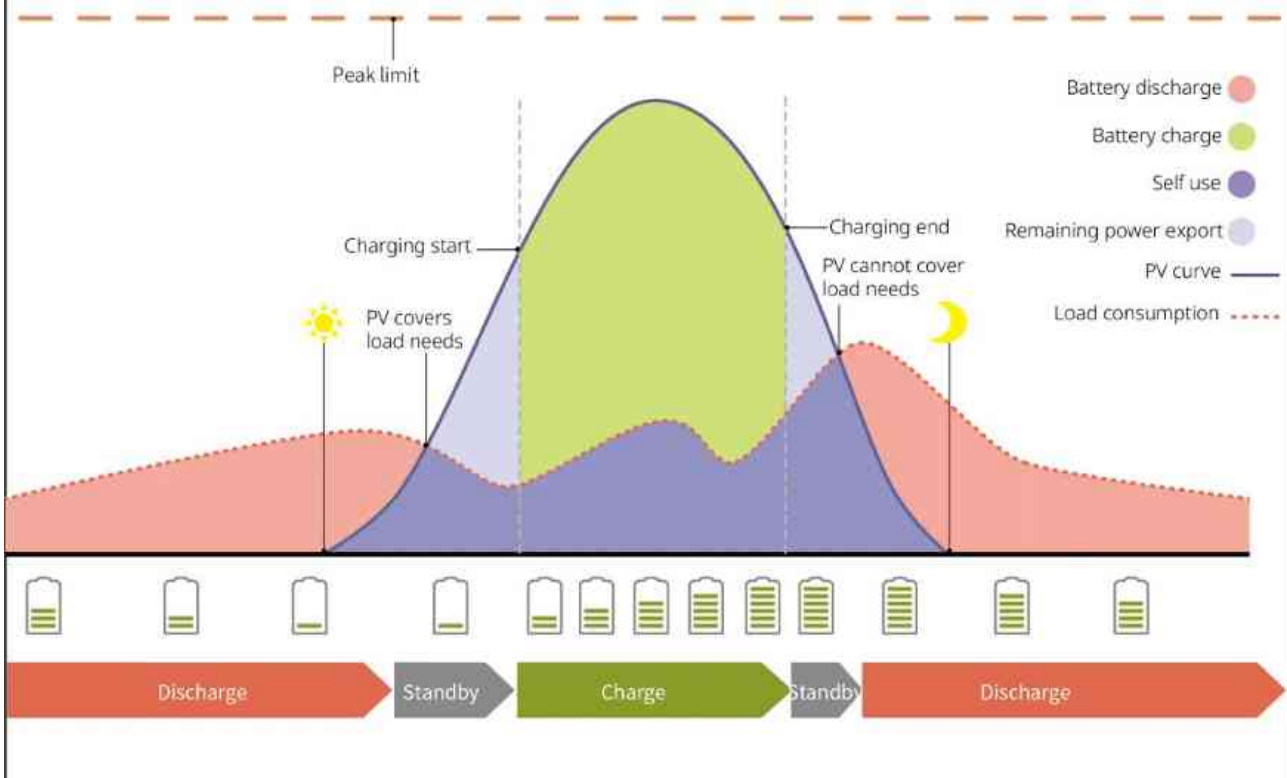 Peak limit
Battery discharge
Battery charge
Self use
Remaining power export
PV curve
Load consumption
Charging start
Charging end
PV cannot cover
load needs
PV covers
load needs
Discharge
Standby
Charge
Standby
Discharge